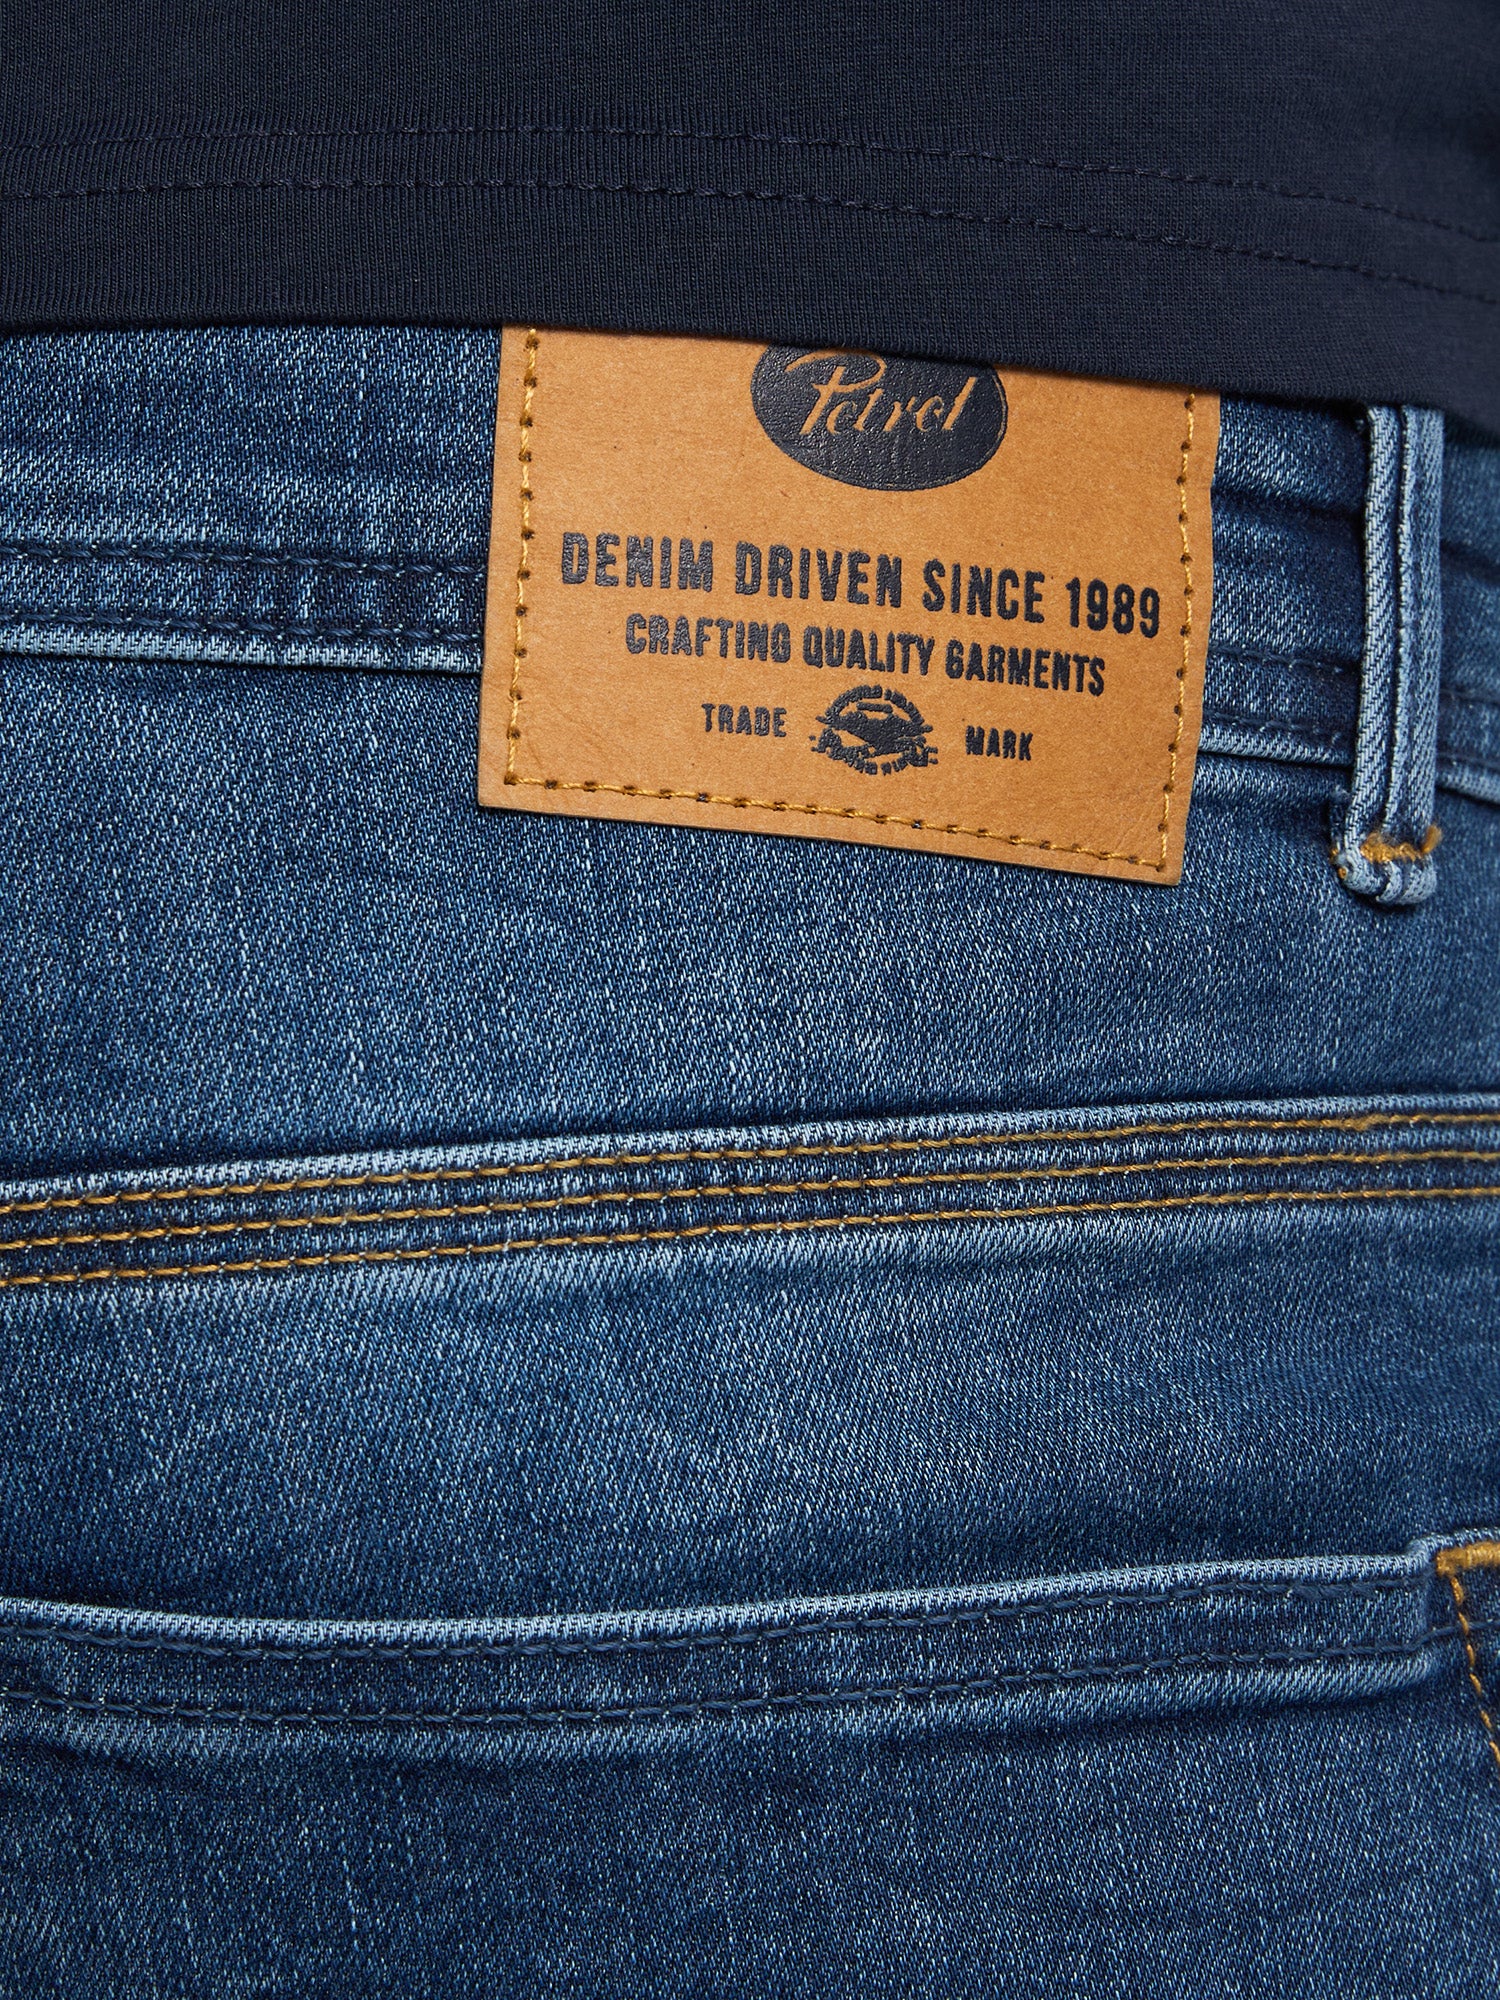 Petrol
DENIM DRIVEN SINCE 1989
CRAFTING QUALITY GARMENTS
TRADE MARK